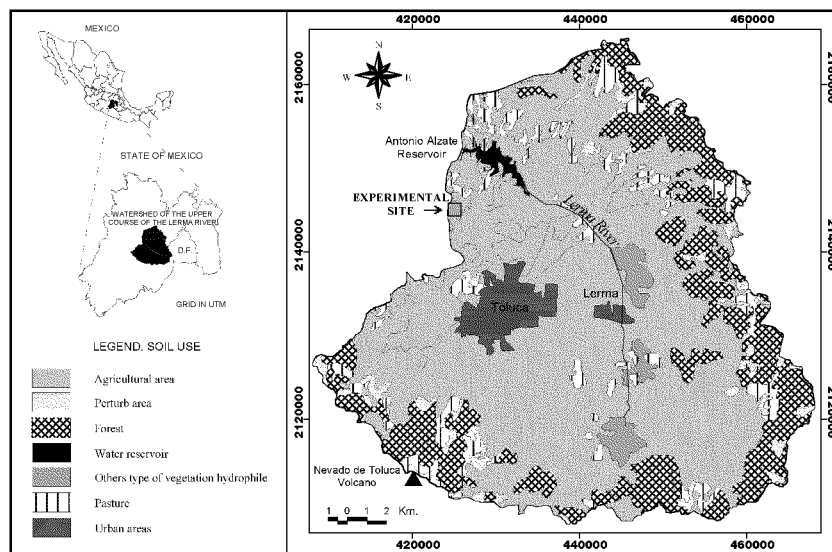 MEXICO
STATE OF MEXICO
WATERSHED OF THE UPPER
COURSE OF THE LERMA RIVER
D.F.
GRID IN UTM
LEGEND. SOIL USE
Agricultural area
Perturb area
Forest
Water reservoir
Others type of vegetation hydrophile
Pasture
Urban areas
420000 440000 460000
2160000
2140000
2120000
N
W E
S
Antonio Alzate
Reservoir
EXPERIMENTAL
SITE
Lerma River
Toluca
Lerma
Nevado de Toluca
Volcano
1 0 1 2 Km.
420000 440000 460000